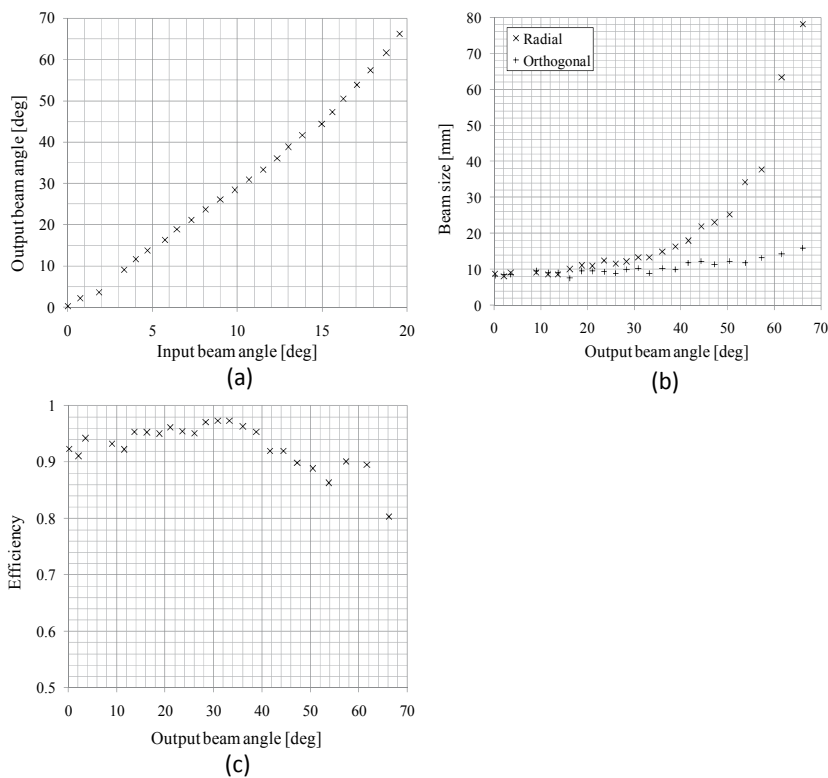 Output beam angle [deg]
70
60
50
40
30
20
10
0
0 5 10 15 20
Input beam angle [deg]
(a)
Beam size [mm]
80
70
60
50
40
30
20
10
0
× Radial
+ Orthogonal
0 10 20 30 40 50 60 70
Output beam angle [deg]
(b)
Efficiency
1
0.9
0.8
0.7
0.6
0.5
0 10 20 30 40 50 60 70
Output beam angle [deg]
(c)